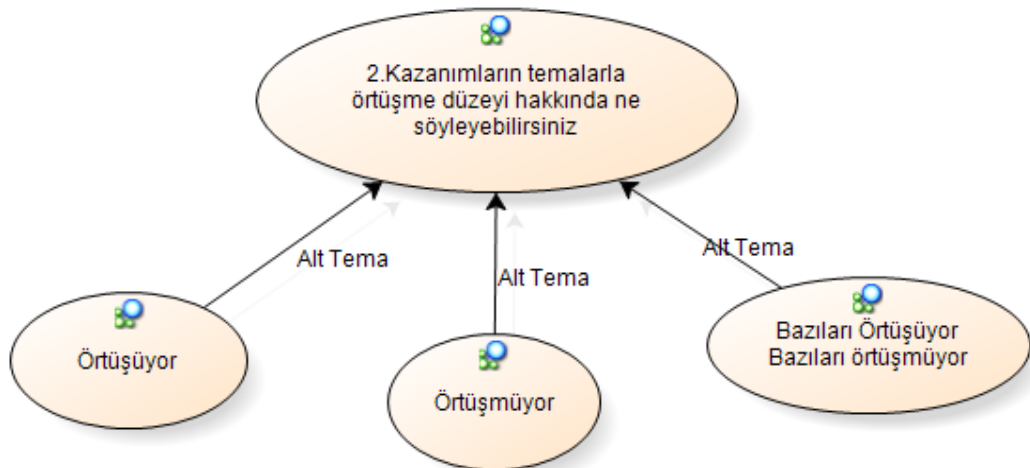 2.Kazanımların temalarla
örtüşme düzeyi hakkında ne
söyleyebilirsiniz
Alt Tema
Alt Tema
Alt Tema
Örtüşüyor
Örtüşmüyor
Bazıları Örtüşüyor
Bazıları örtüşmüyor